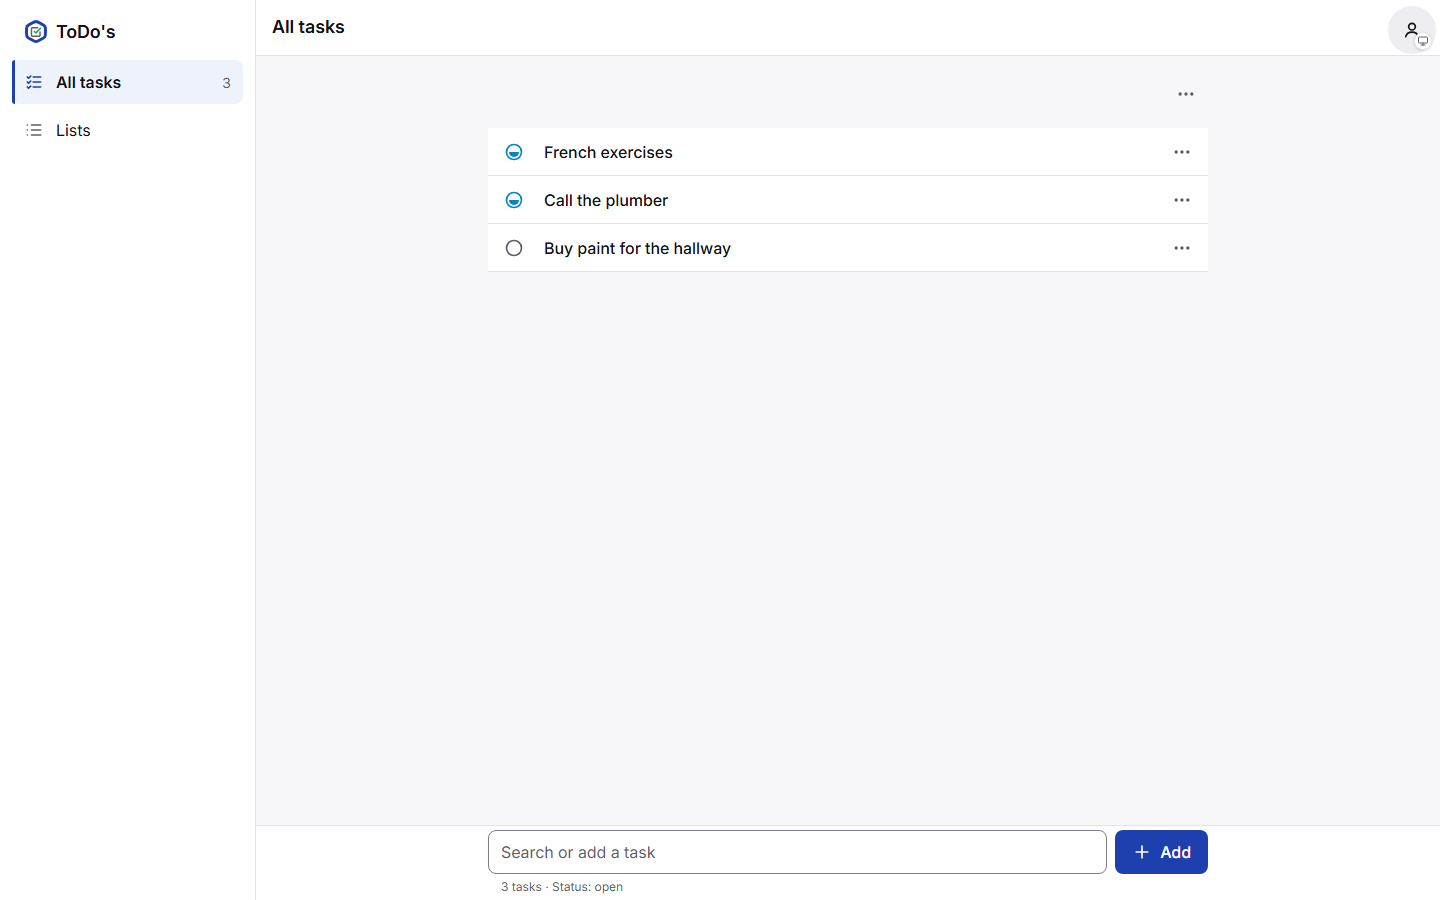 ToDo's
All tasks
3
Lists
All tasks
French exercises
Call the plumber
Buy paint for the hallway
Search or add a task
Add
3 tasks · Status: open